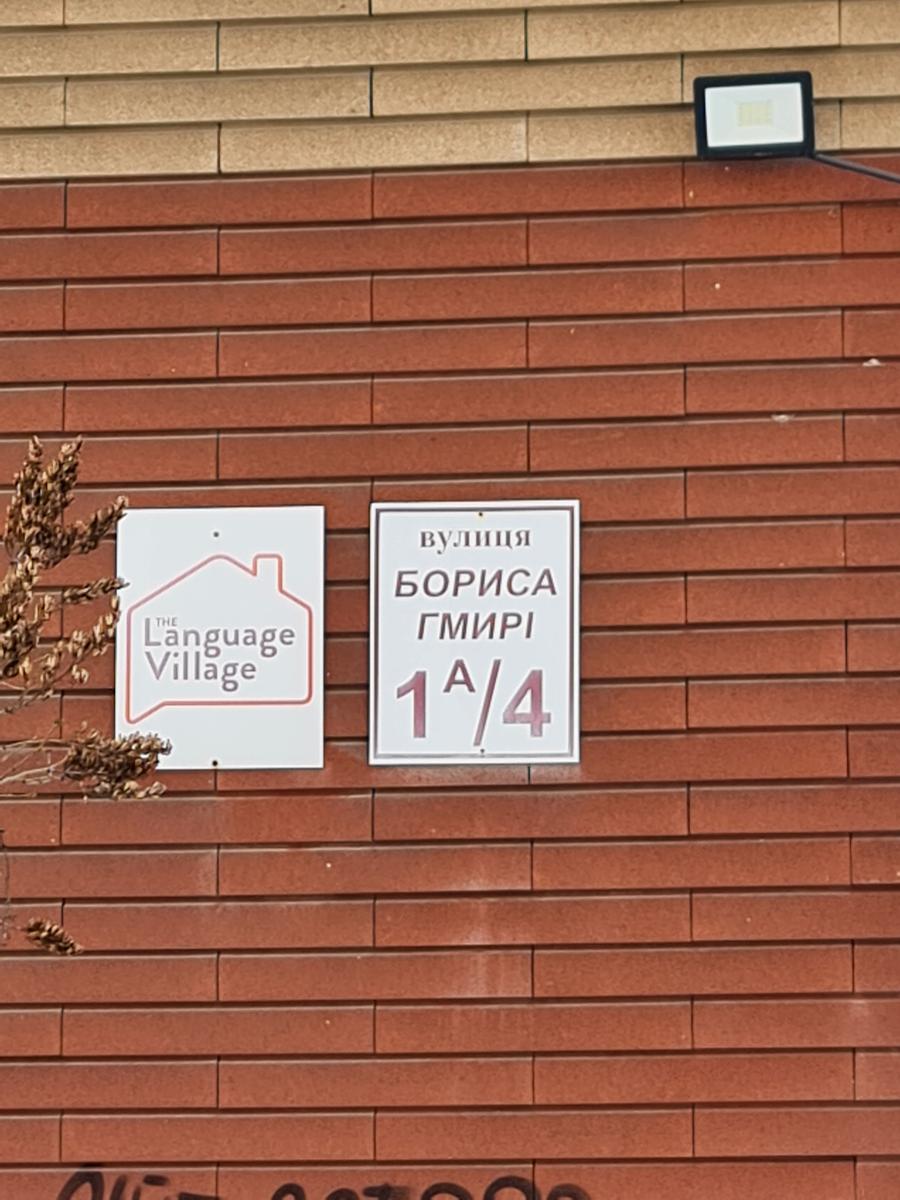 THE
Language
Village
вулиця
БОРИСА
ГМИРІ
1А/4